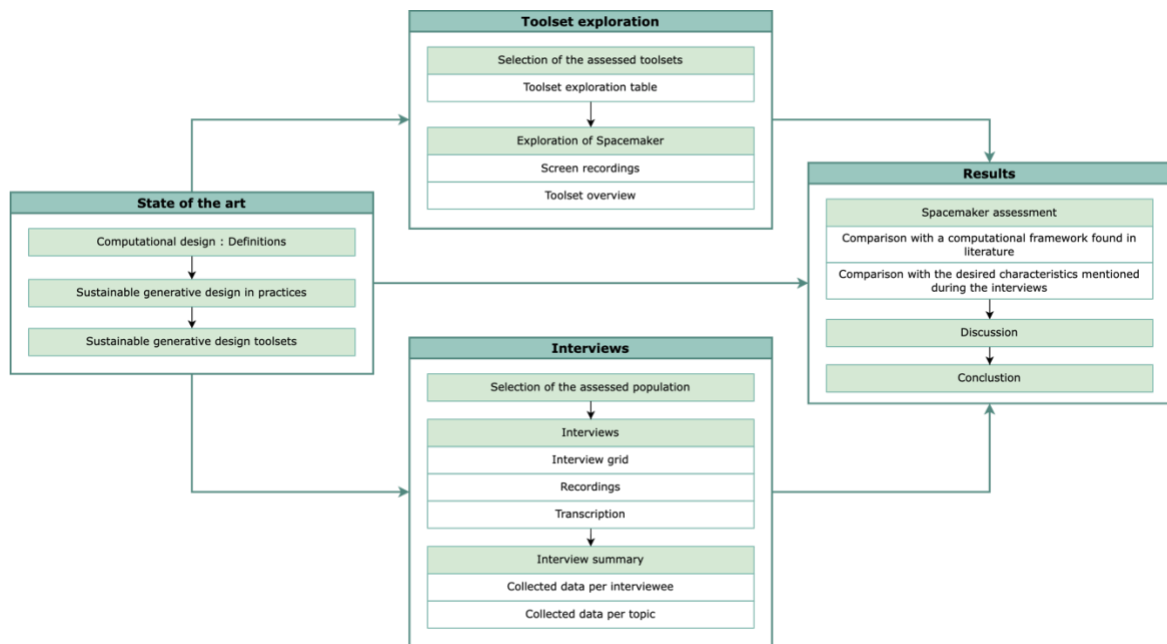 Toolset exploration
Selection of the assessed toolsets
Toolset exploration table
Exploration of Spacemaker
Screen recordings
Toolset overview
State of the art
Computational design : Definitions
Sustainable generative design in practices
Sustainable generative design toolsets
Interviews
Selection of the assessed population
Interviews
Interview grid
Recordings
Transcription
Interview summary
Collected data per interviewee
Collected data per topic
Results
Spacemaker assessment
Comparison with a computational framework found in
literature
Comparison with the desired characteristics mentioned
during the interviews
Discussion
Conclustion